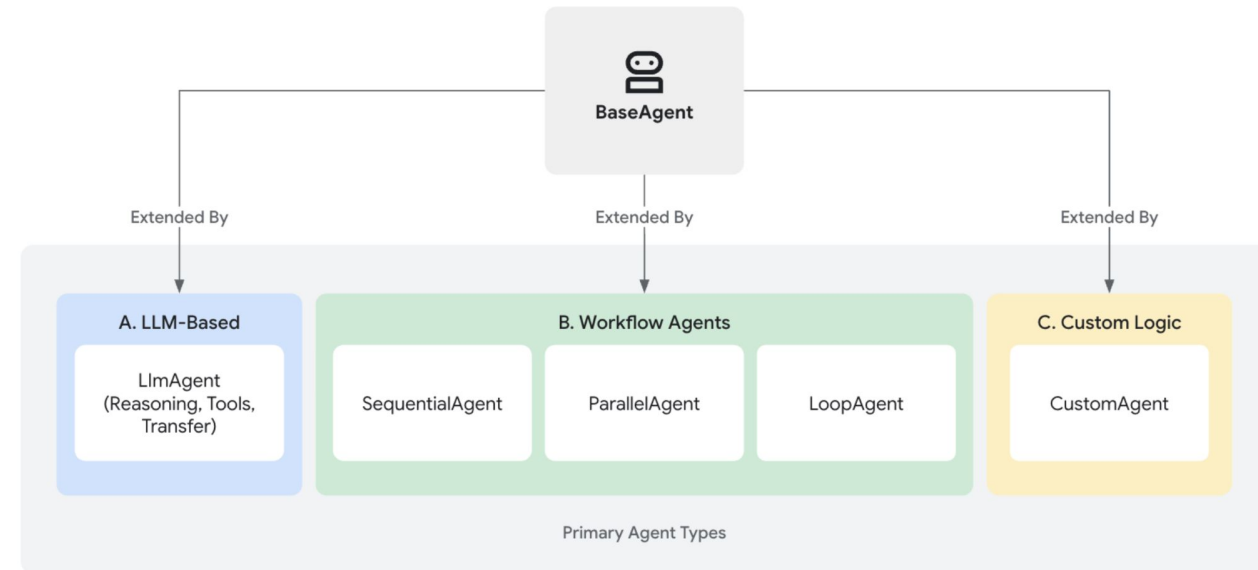 BaseAgent
Extended By
Extended By
Extended By
A. LLM-Based
LlmAgent
(Reasoning, Tools,
Transfer)
B. Workflow Agents
SequentialAgent
ParallelAgent
LoopAgent
C. Custom Logic
CustomAgent
Primary Agent Types